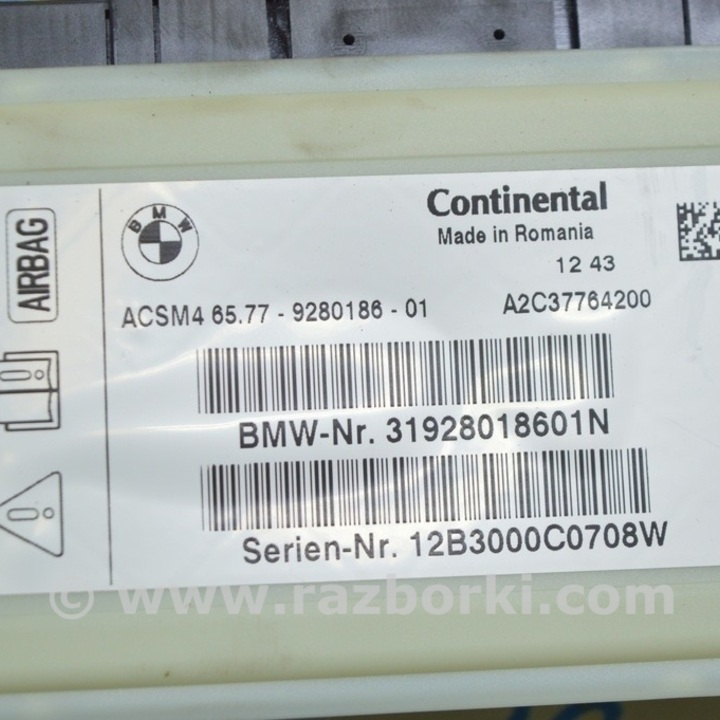 AIRBAG
BMW
Continental
Made in Romania
12 43
ACSM4 65.77 - 9280186 - 01 A2C37764200
BMW-Nr. 31928018601N
Serien-Nr. 12B3000C0708W
© www.razborki.com